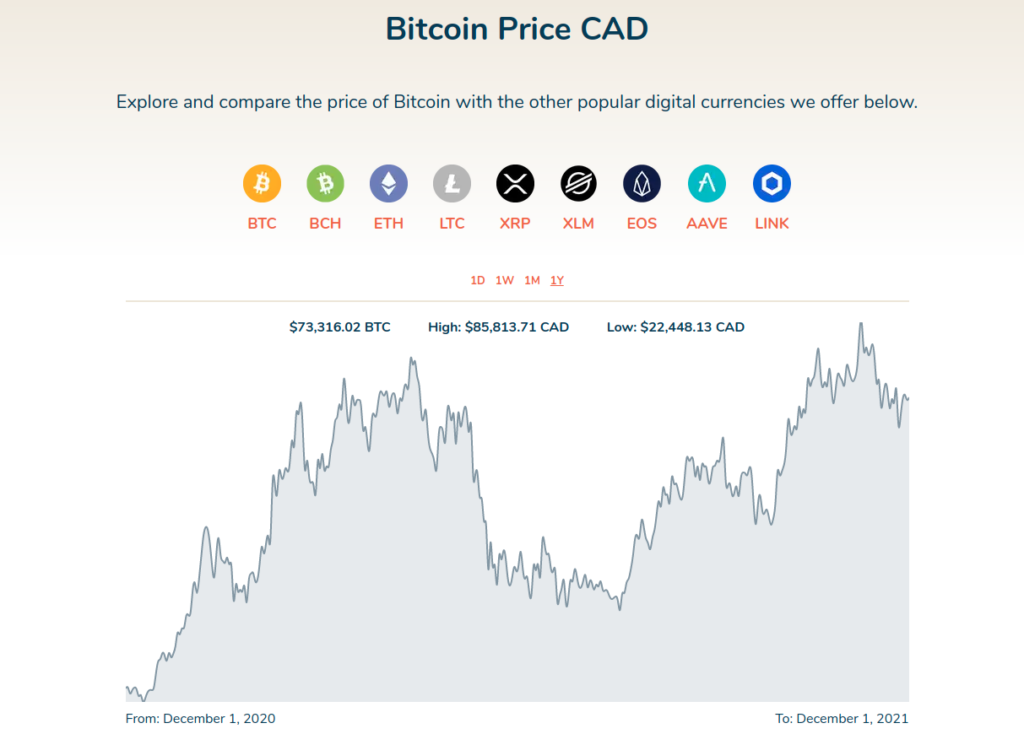 Bitcoin Price CAD
Explore and compare the price of Bitcoin with the other popular digital currencies we offer below.
BTC BCH ETH LTC XRP XLM EOS AAVE LINK
1D 1W 1M 1Y
$73,316.02 BTC High: $85,813.71 CAD Low: $22,448.13 CAD
From: December 1, 2020 To: December 1, 2021